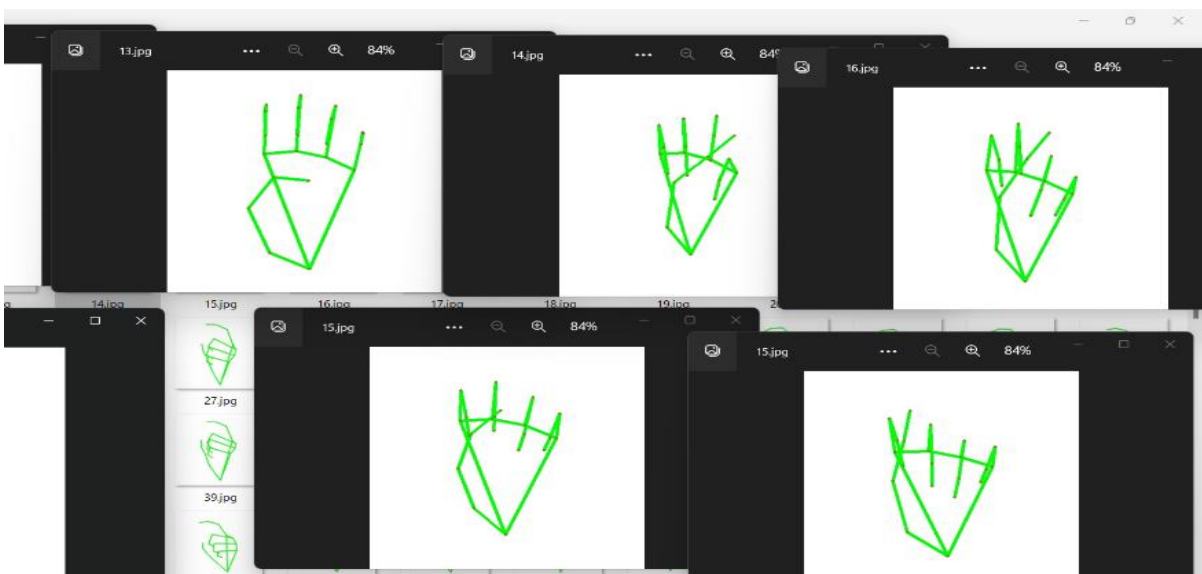 13.jpg ••• 84%
14.jpg •••
16.jpg ••• 84%
14.jpg 15.jpg 16.jpg 17.jpg 18.jpg 19.jpg
15.jpg ••• 84%
15.jpg ••• 84%
27.jpg
39.jpg